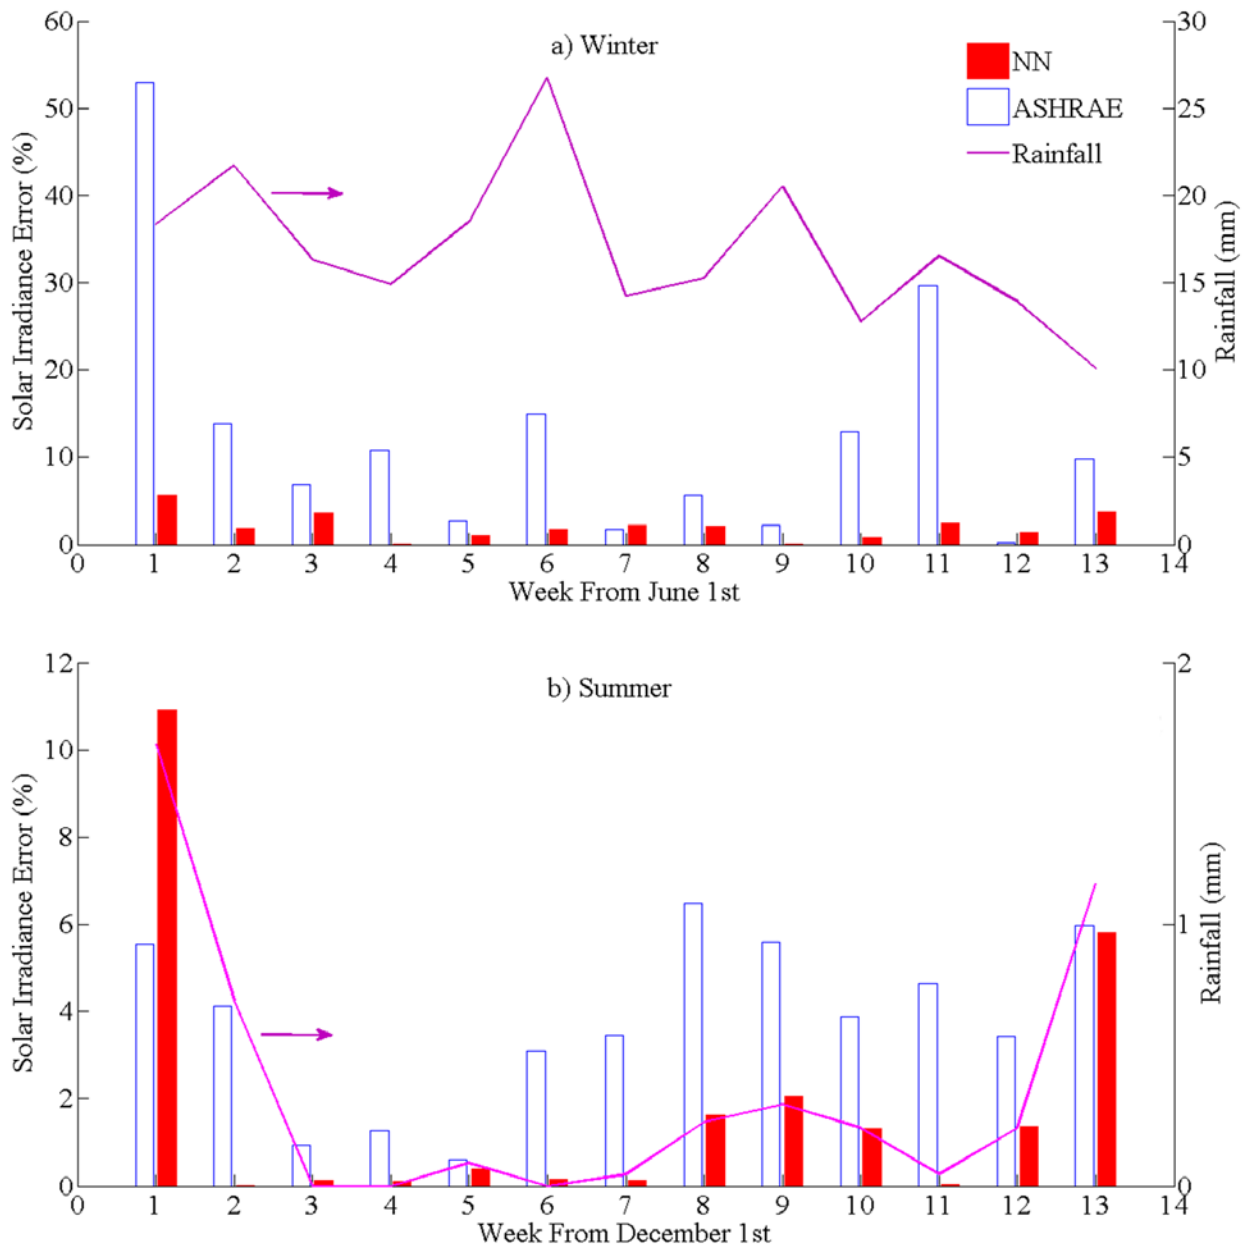 a) Winter
NN
ASHRAE
Rainfall
Solar Irradiance Error (%)
60
50
40
30
20
10
0
Rainfall (mm)
30
25
20
15
10
5
0
0 1 2 3 4 5 6 7 8 9 10 11 12 13 14
Week From June 1st
b) Summer
Solar Irradiance Error (%)
12
10
8
6
4
2
0
Rainfall (mm)
2
1
0
0 1 2 3 4 5 6 7 8 9 10 11 12 13 14
Week From December 1st